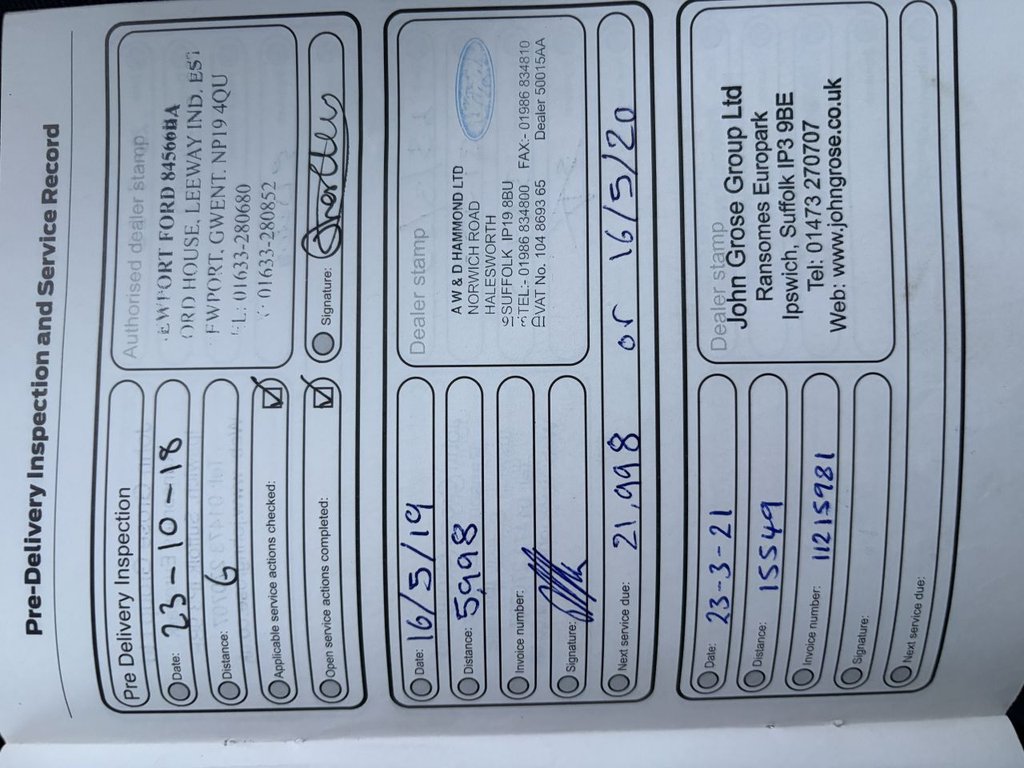 Pre-Delivery Inspection and Service Record
Pre Delivery Inspection
Date: 23-10-18
Distance: 6
Applicable service actions checked: ☑
Open service actions completed: ☑
Authorised dealer stamp
EWPORT FORD
ORD HOUSE, LEEWAY IND. EST
EWPORT, GWENT. NP19 4QU
L: 01633-280680
: 01633-280852
Signature:
Date: 16/5/19
Distance: 5,998
Invoice number:
Signature:
Next service due: 21,998 or 16/5/20
Dealer stamp
A W & D HAMMOND LTD
NORWICH ROAD
HALESWORTH
SUFFOLK IP19 8BU
TEL:- 01986 834800 FAX:- 01986 834810
VAT No. 104 8693 65 Dealer 50015AA
Date: 23-3-21
Distance: 15549
Invoice number: 11215981
Signature:
Next service due:
Dealer stamp
John Grose Group Ltd
Ransomes Europark
Ipswich, Suffolk IP3 9BE
Tel: 01473 270707
Web: www.johngrose.co.uk